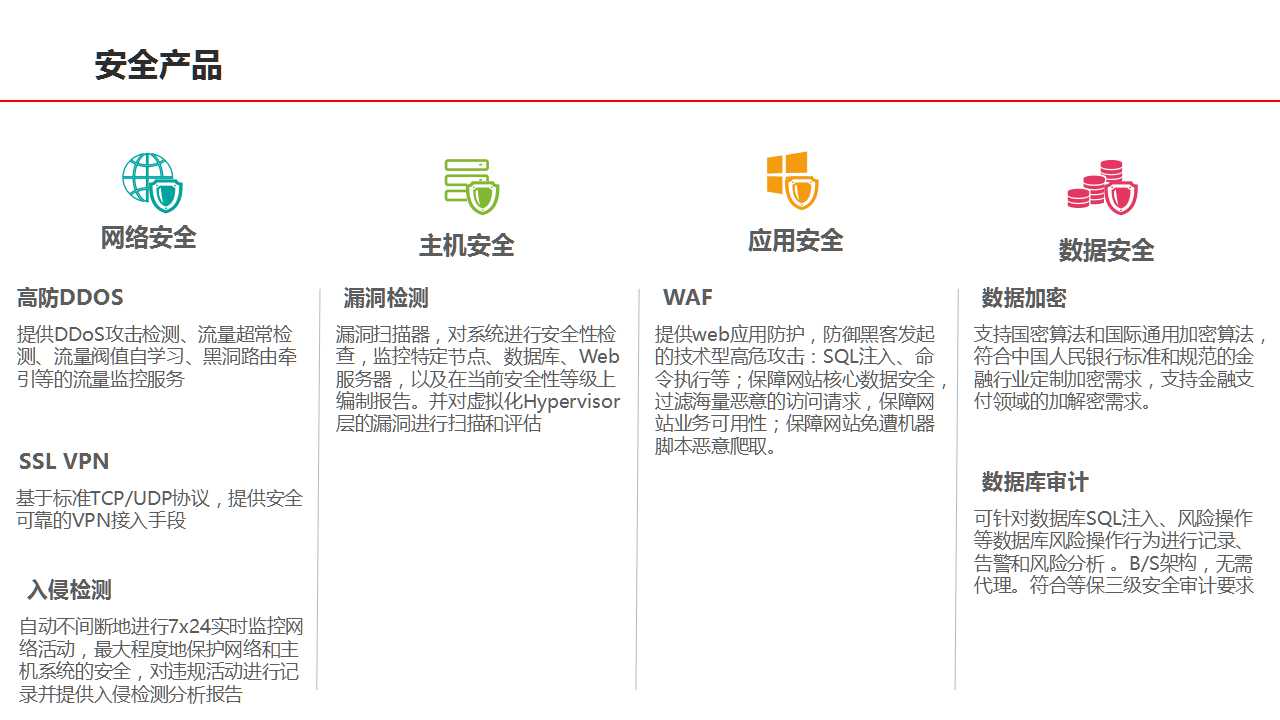 安全产品
网络安全
高防DDOS
提供DDoS攻击检测、流量超常检
测、流量阀值自学习、黑洞路由牵
引等的流量监控服务
SSL VPN
基于标准TCP/UDP协议，提供安全
可靠的VPN接入手段
入侵检测
自动不间断地进行7x24实时监控网
络活动，最大程度地保护网络和主
机系统的安全，对违规活动进行记
录并提供入侵检测分析报告
主机安全
漏洞检测
漏洞扫描器，对系统进行安全性检
查，监控特定节点、数据库、Web
服务器，以及在当前安全性等级上
编制报告。并对虚拟化Hypervisor
层的漏洞进行扫描和评估
应用安全
WAF
提供web应用防护，防御黑客发起
的技术型高危攻击：SQL注入、命
令执行等；保障网站核心数据安全，
过滤海量恶意的访问请求，保障网
站业务可用性；保障网站免遭机器
脚本恶意爬取。
数据安全
数据加密
支持国密算法和国际通用加密算法，
符合中国人民银行标准和规范的金
融行业定制加密需求，支持金融支
付领域的加解密需求。
数据库审计
可针对数据库SQL注入、风险操作
等数据库风险操作行为进行记录、
告警和风险分析 。B/S架构，无需
代理。符合等保三级安全审计要求